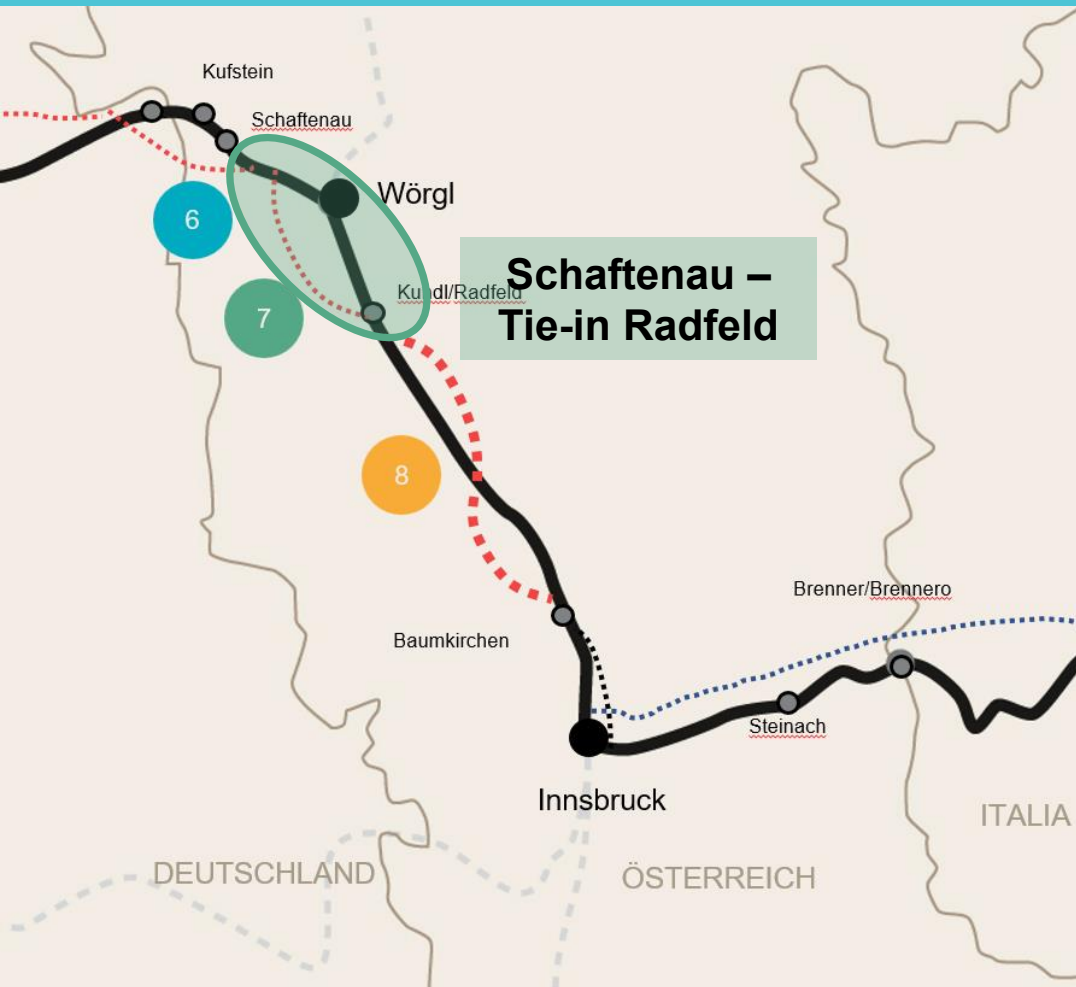 Kufstein
Schaftenau
Wörgl
6
Kundl/Radfeld
7
Schaftenau –
Tie-in Radfeld
8
Brenner/Brennero
Baumkirchen
Steinach
Innsbruck
ITALIA
DEUTSCHLAND
ÖSTERREICH